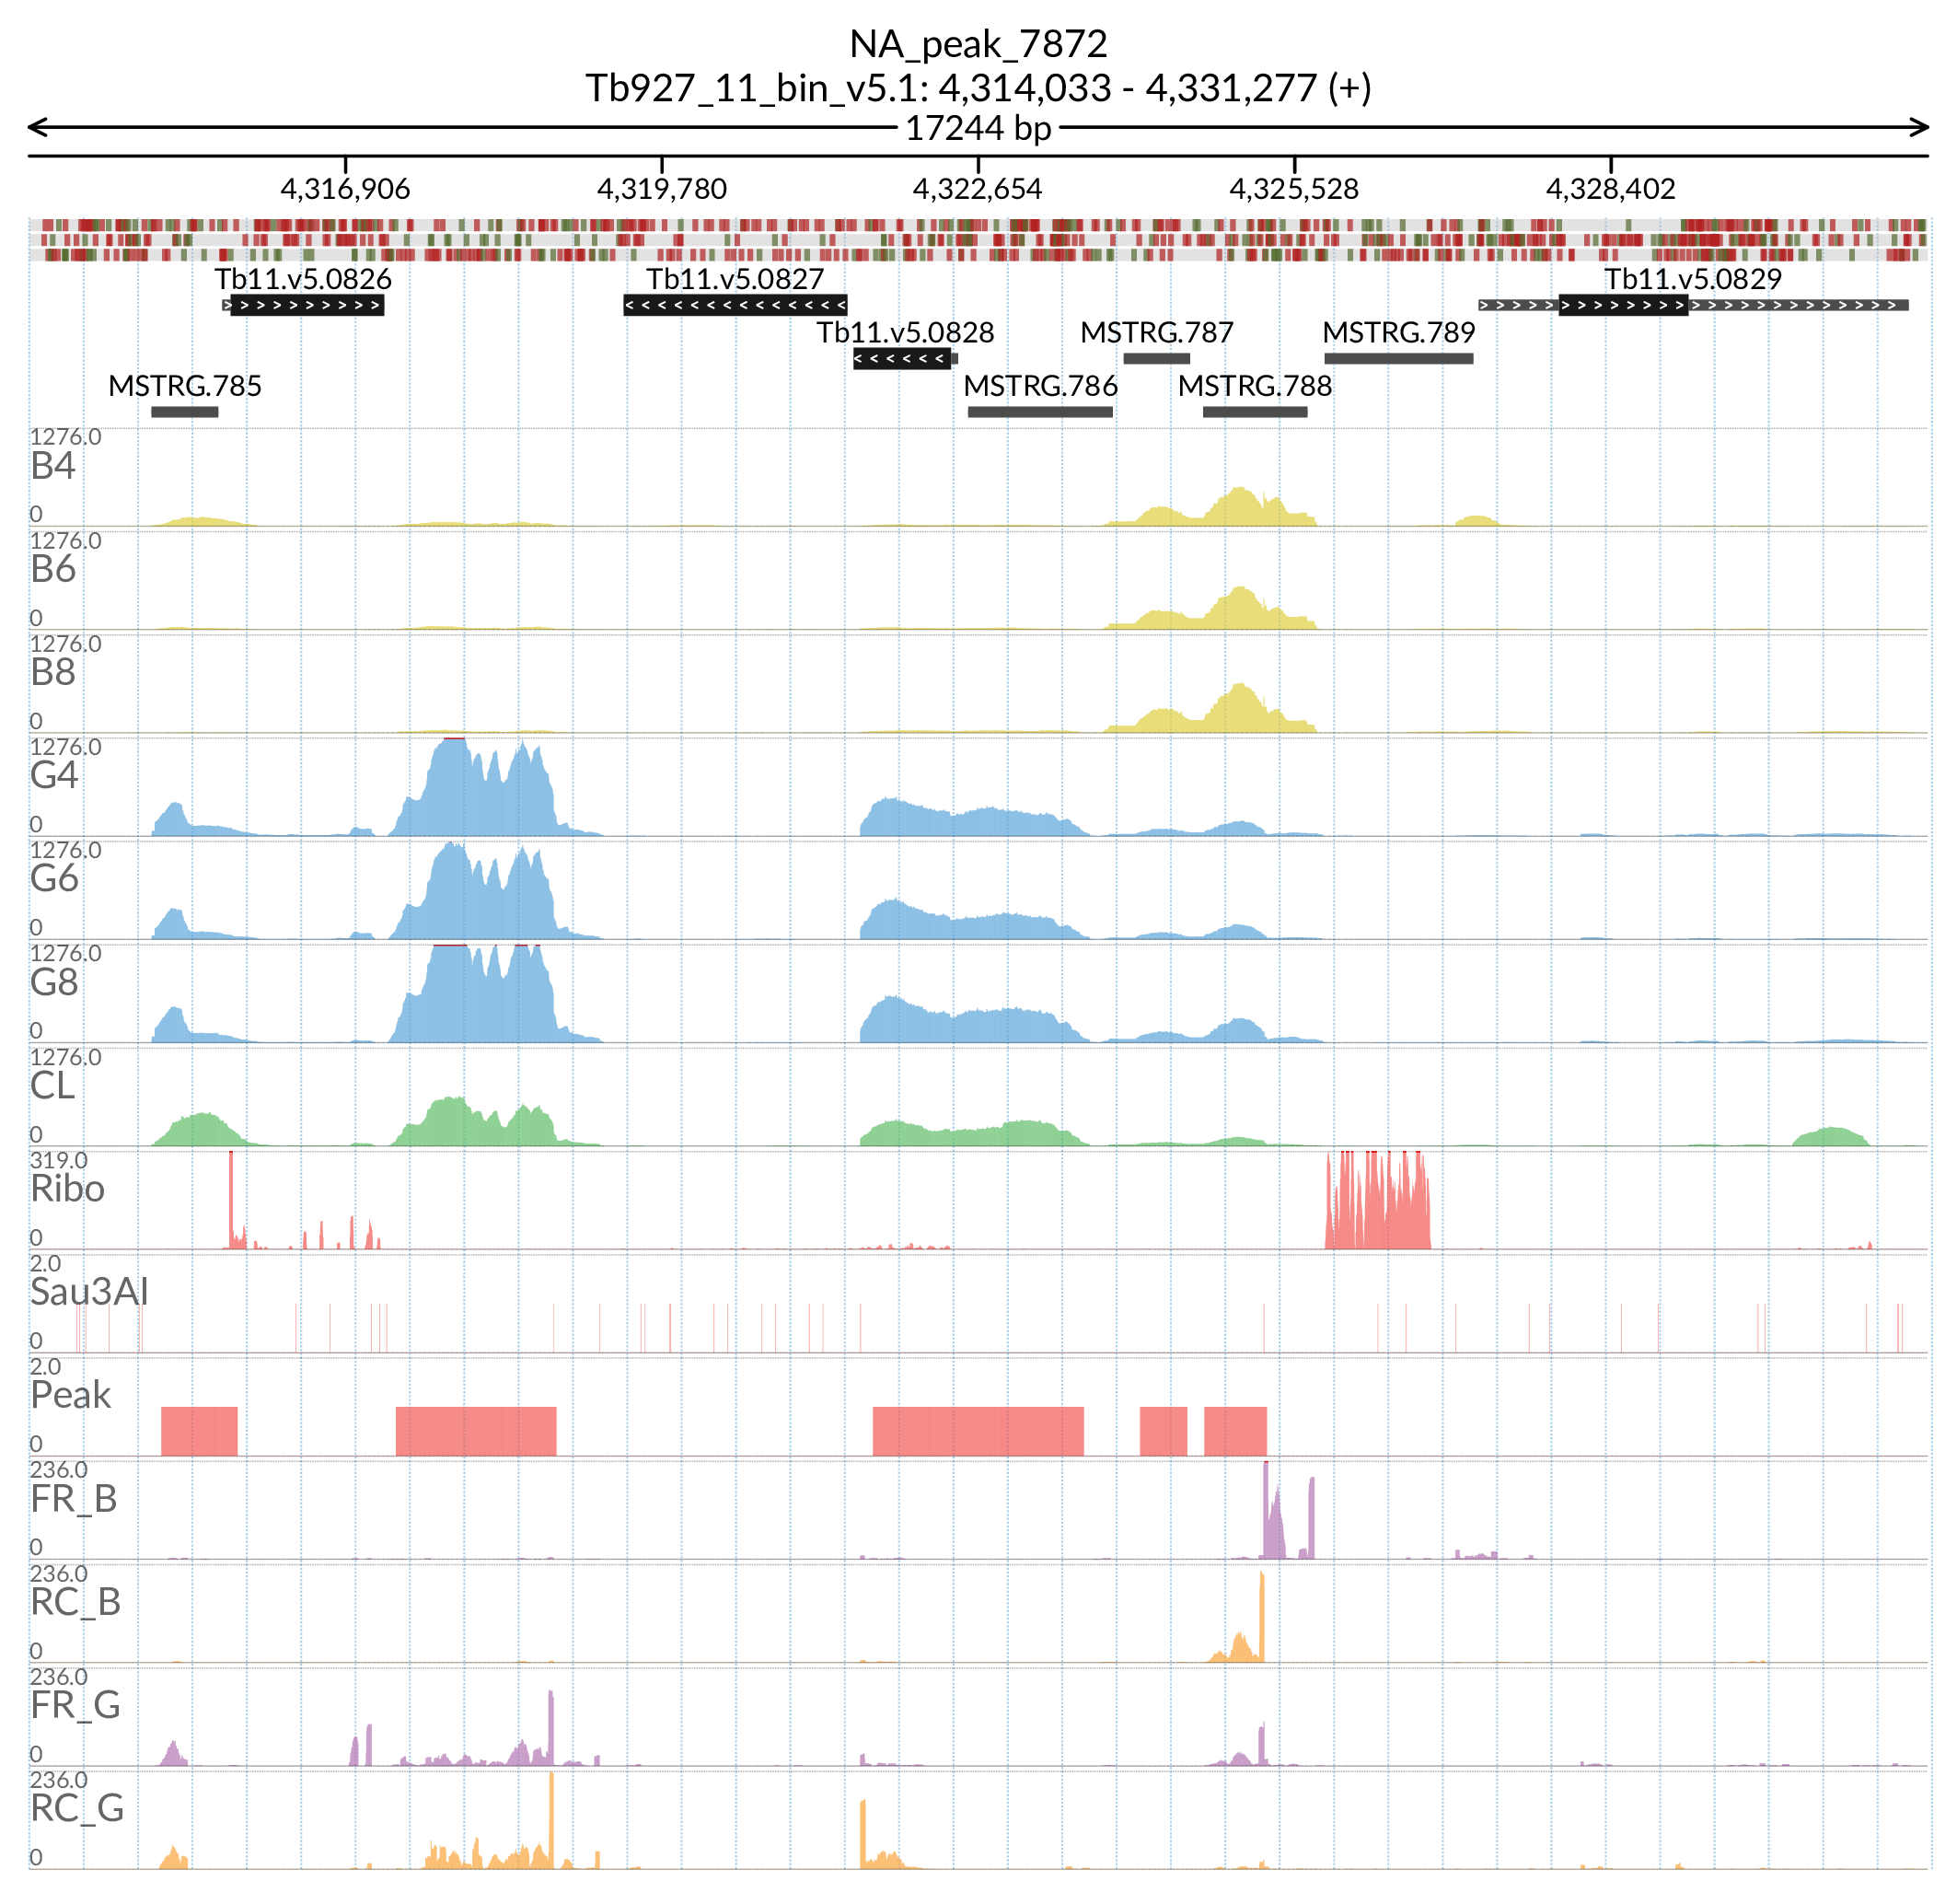 NA_peak_7872
Tb927_11_bin_v5.1: 4,314,033 - 4,331,277 (+)
17244 bp
4,316,906 4,319,780 4,322,654 4,325,528 4,328,402
Tb11.v5.0826 Tb11.v5.0827 Tb11.v5.0829
Tb11.v5.0828 MSTRG.787 MSTRG.789
MSTRG.785 MSTRG.786 MSTRG.788
1276.0
B4
0
1276.0
B6
0
1276.0
B8
0
1276.0
G4
0
1276.0
G6
0
1276.0
G8
0
1276.0
CL
0
319.0
Ribo
0
2.0
Sau3AI
0
2.0
Peak
0
236.0
FR_B
0
236.0
RC_B
0
236.0
FR_G
0
236.0
RC_G
0